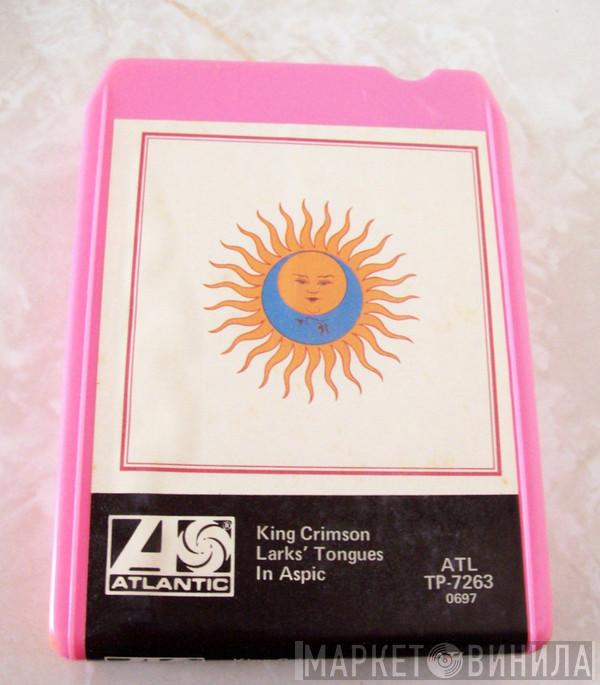 King Crimson
Larks' Tongues
In Aspic
ATLANTIC
®
ATL
TP-7263
0697
МАРКЕТ ВИНИЛА